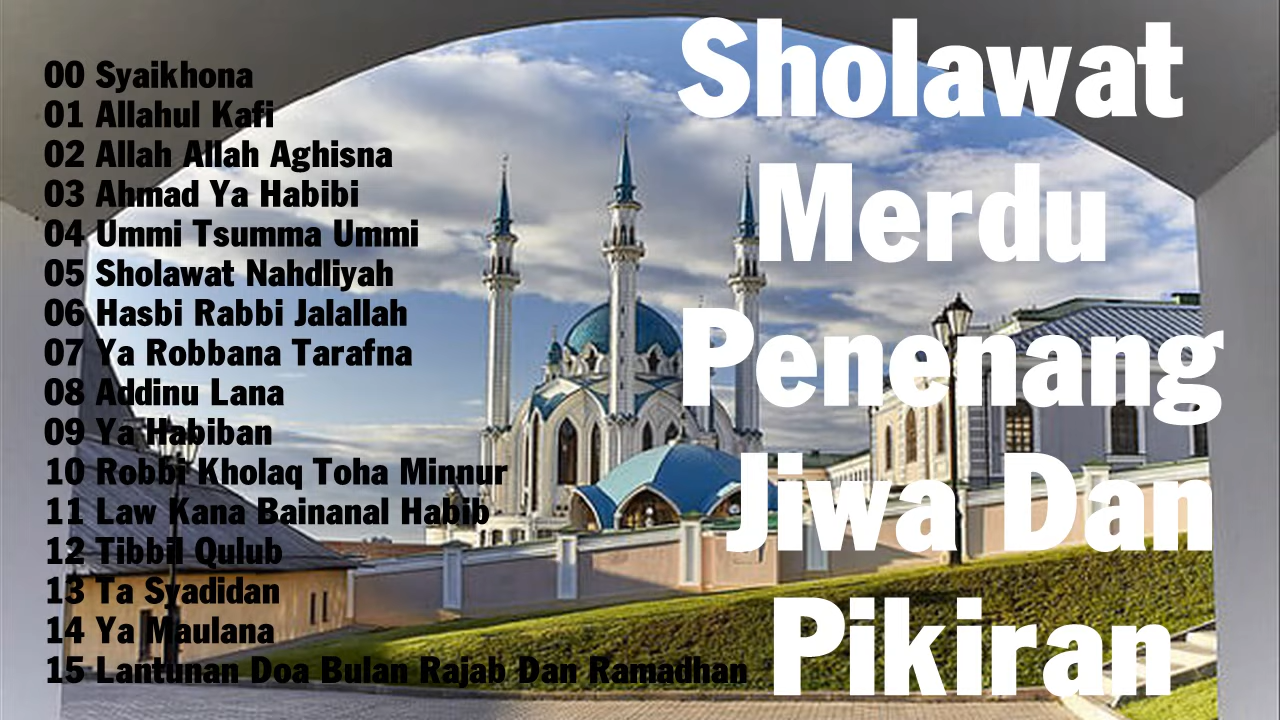 00 Syaikhona
01 Allahul Kafi
02 Allah Allah Aghisna
03 Ahmad Ya Habibi
04 Ummi Tsumma Ummi
05 Sholawat Nahdliyah
06 Hasbi Rabbi Jalallah
07 Ya Robbana Tarafna
08 Addinu Lana
09 Ya Habiban
10 Robbi Kholaq Toha Minnur
11 Law Kana Bainanal Habib
12 Tibbil Qulub
13 Ta Syadidan
14 Ya Maulana
15 Lantunan Doa Bulan Rajab Dan Ramadhan
Sholawat
Merdu
Penenang
Jiwa Dan
Pikiran